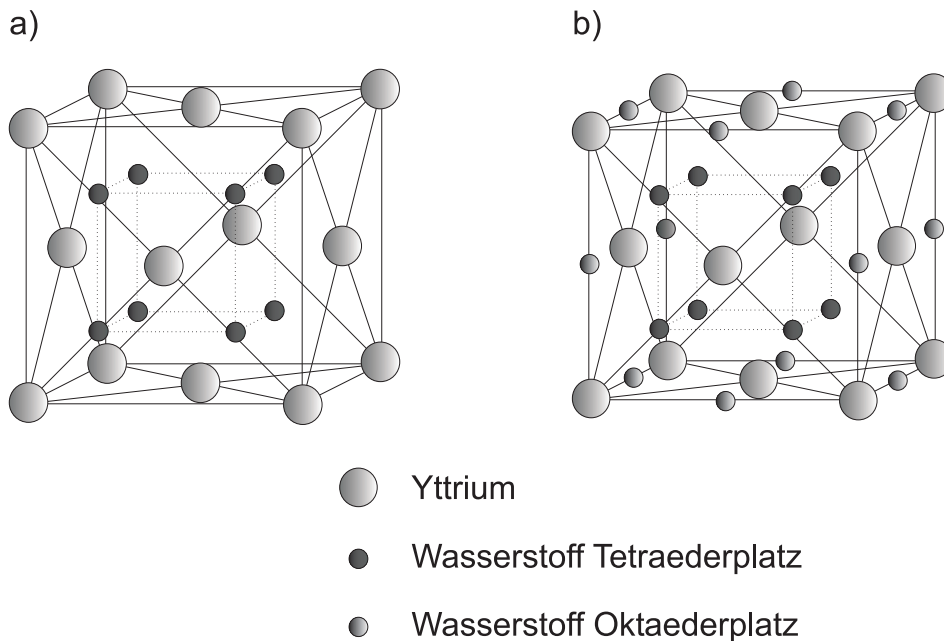 a)
b)
Yttrium
Wasserstoff Tetraederplatz
Wasserstoff Oktaederplatz